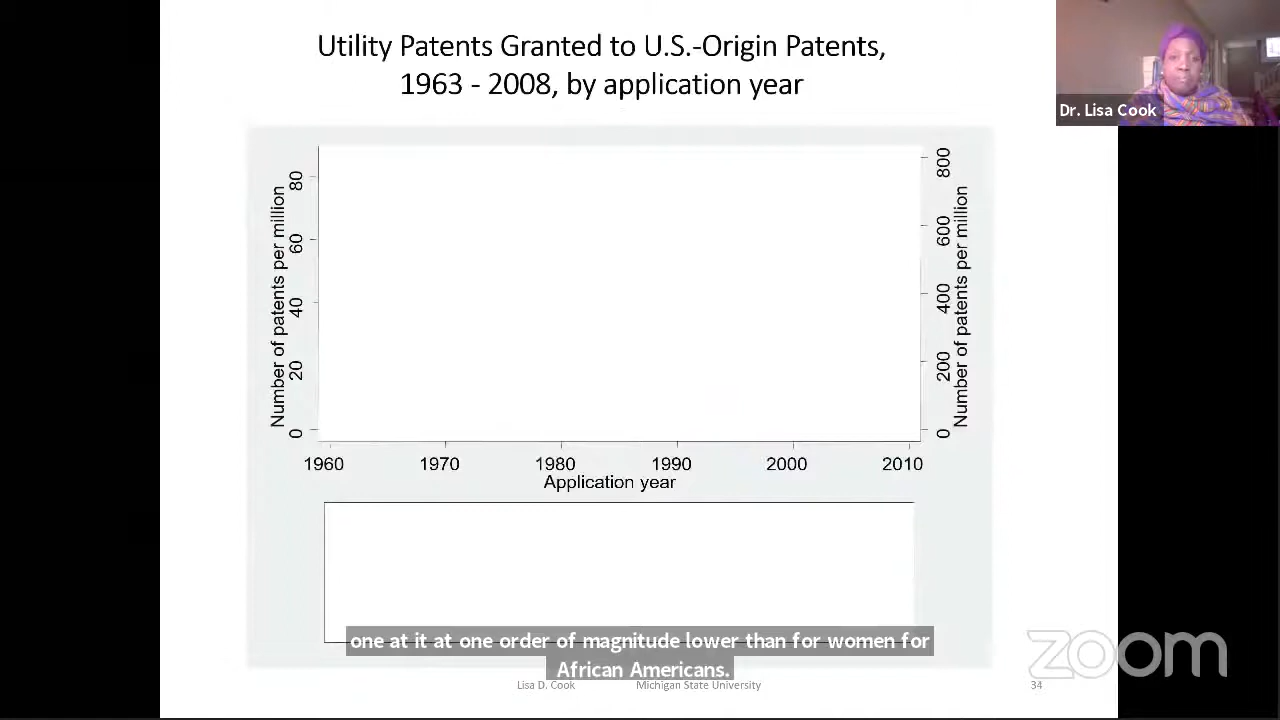 Utility Patents Granted to U.S.-Origin Patents,
1963 - 2008, by application year
Dr. Lisa Cook
Number of patents per million
80
60
40
20
0
800
600
400
200
0
Number of patents per million
1960 1970 1980 1990 2000 2010
Application year
one at it at one order of magnitude lower than for women for
African Americans.
Lisa D. Cook Michigan State University 34
zoom